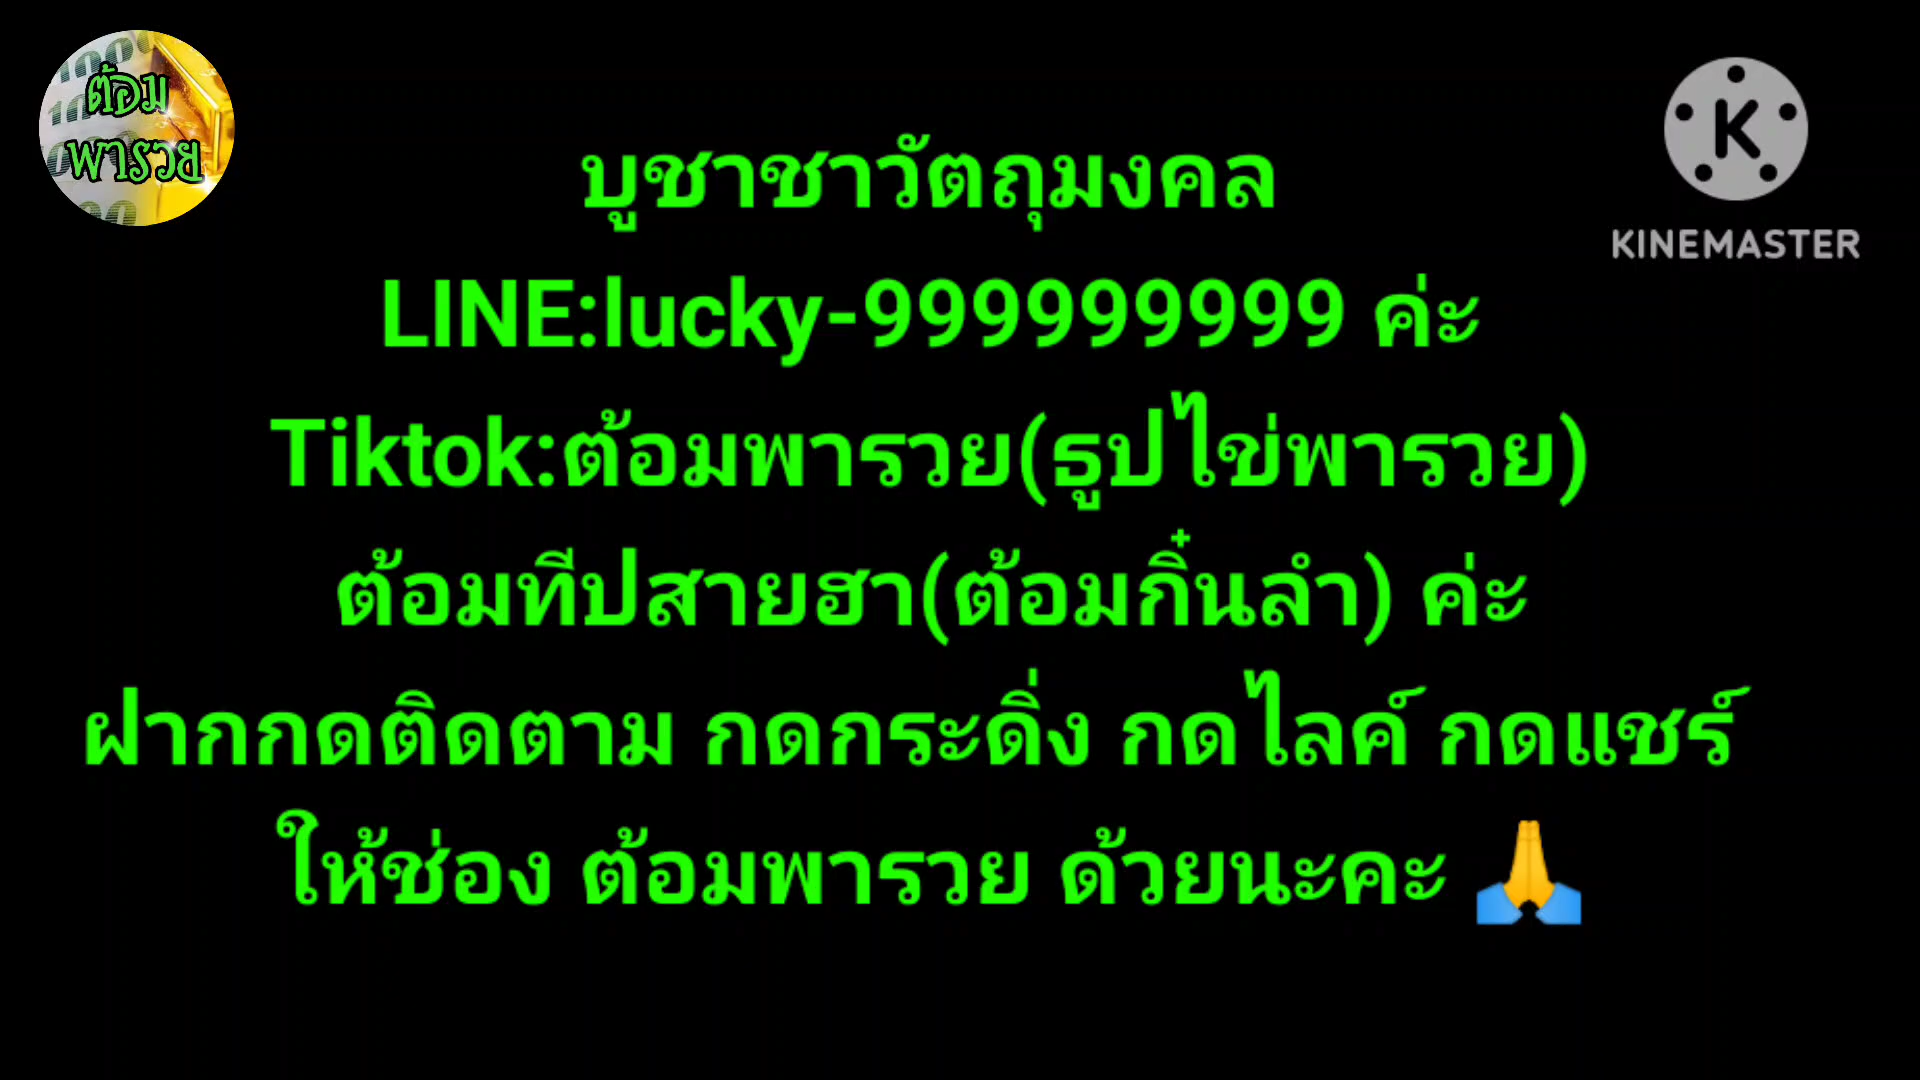 ต้อม
พารวย
KINEMASTER
บูชาชาวัตถุมงคล
LINE:lucky-999999999 ค่ะ
Tiktok:ต้อมพารวย(ธูปไข่พารวย)
ต้อมทีปสายฮา(ต้อมกิ๋นลำ) ค่ะ
ฝากกดติดตาม กดกระดิ่ง กดไลค์ กดแชร์
ให้ช่อง ต้อมพารวย ด้วยนะคะ 🙏